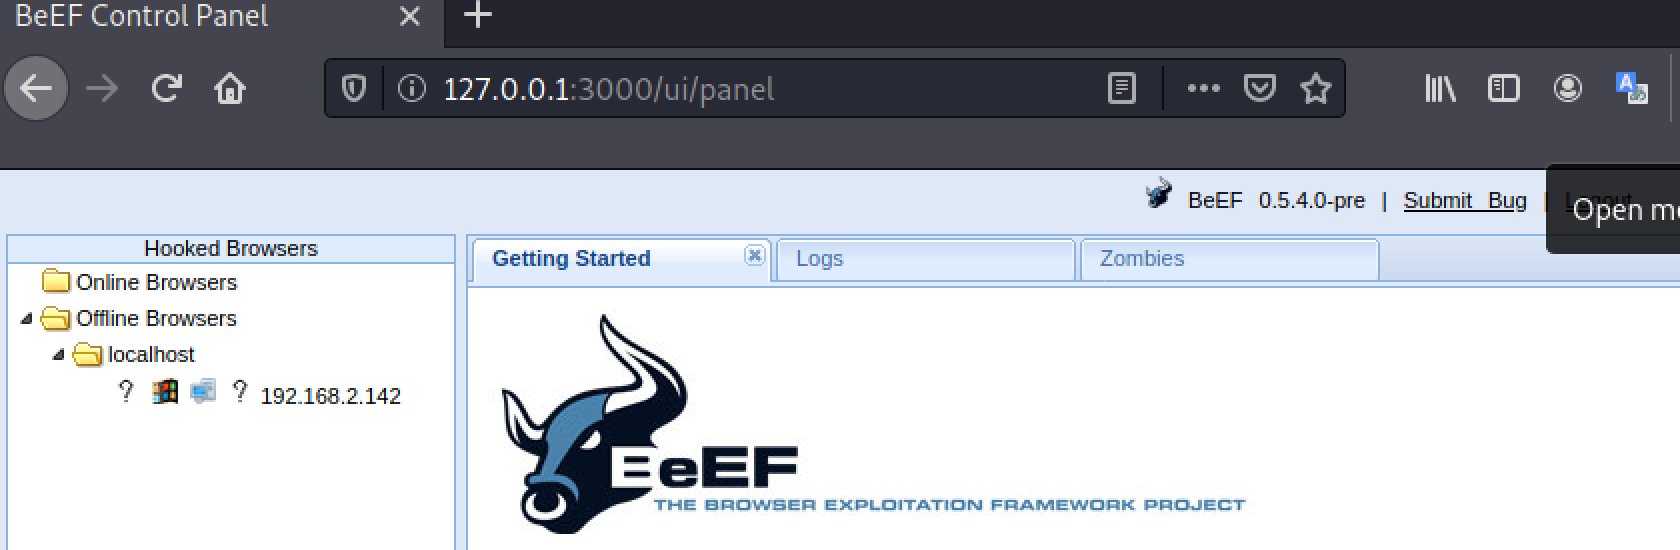 BeEF Control Panel
127.0.0.1:3000/ui/panel
BeEF 0.5.4.0-pre | Submit Bug | Logout
Open me
Hooked Browsers
Getting Started
Logs
Zombies
Online Browsers
Offline Browsers
localhost
? ? 192.168.2.142
BeEF
THE BROWSER EXPLOITATION FRAMEWORK PROJECT